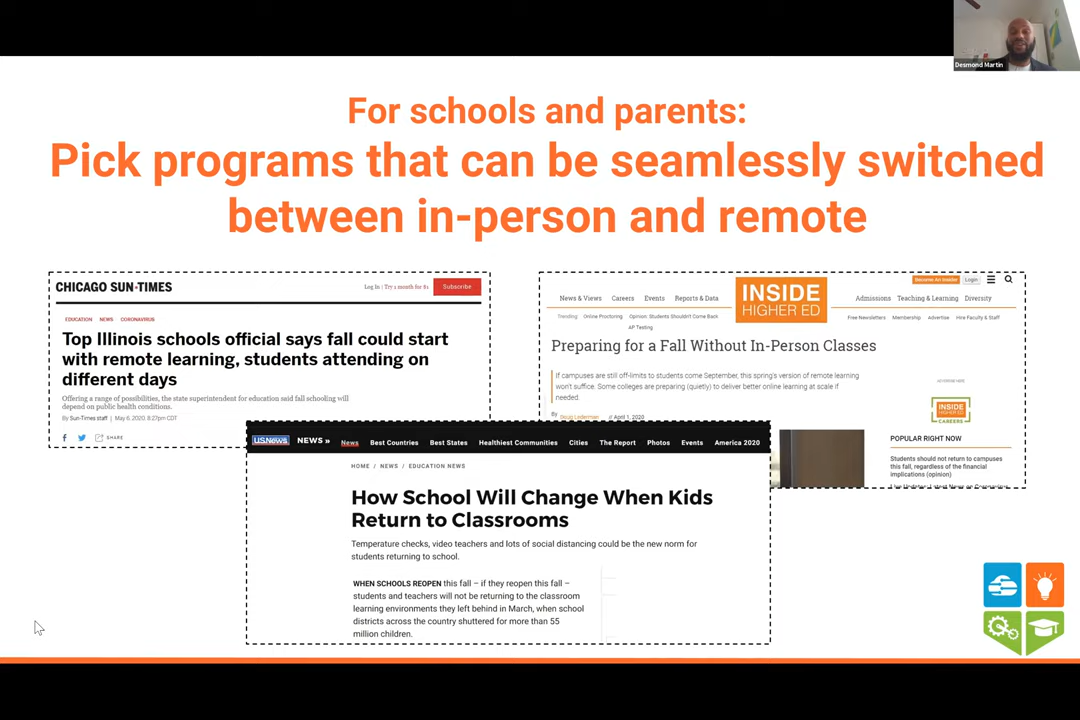 Desmond Martin
For schools and parents:
Pick programs that can be seamlessly switched
between in-person and remote
CHICAGO SUN-TIMES
Log In | Try 1 month for $1
Subscribe
EDUCATION NEWS CORONAVIRUS
Top Illinois schools official says fall could start
with remote learning, students attending on
different days
Offering a range of possibilities, the state superintendent for education said fall schooling will
depend on public health conditions.
By Sun-Times staff | May 6, 2020, 8:27pm CDT
SHARE
Become An Insider Login
News & Views Careers Events Reports & Data
INSIDE
HIGHER ED
Admissions Teaching & Learning Diversity
Trending Online Proctoring Opinion: Students Shouldn't Come Back
AP Testing
Free Newsletters Membership Advertise Hire Faculty & Staff
Preparing for a Fall Without In-Person Classes
If campuses are still off-limits to students come September, this spring's version of remote learning
won't suffice. Some colleges are preparing (quietly) to deliver better online learning at scale if
needed.
By
Doug Lederman // April 1, 2020
ADVERTISE HERE
INSIDE
HIGHER ED
CAREERS
POPULAR RIGHT NOW
Students should not return to campuses
this fall, regardless of the financial
implications (opinion)
U.S.News NEWS » News Best Countries Best States Healthiest Communities Cities The Report Photos Events America 2020
HOME / NEWS / EDUCATION NEWS
How School Will Change When Kids
Return to Classrooms
Temperature checks, video teachers and lots of social distancing could be the new norm for
students returning to school.
WHEN SCHOOLS REOPEN this fall – if they reopen this fall –
students and teachers will not be returning to the classroom
learning environments they left behind in March, when school
districts across the country shuttered for more than 55
million children.